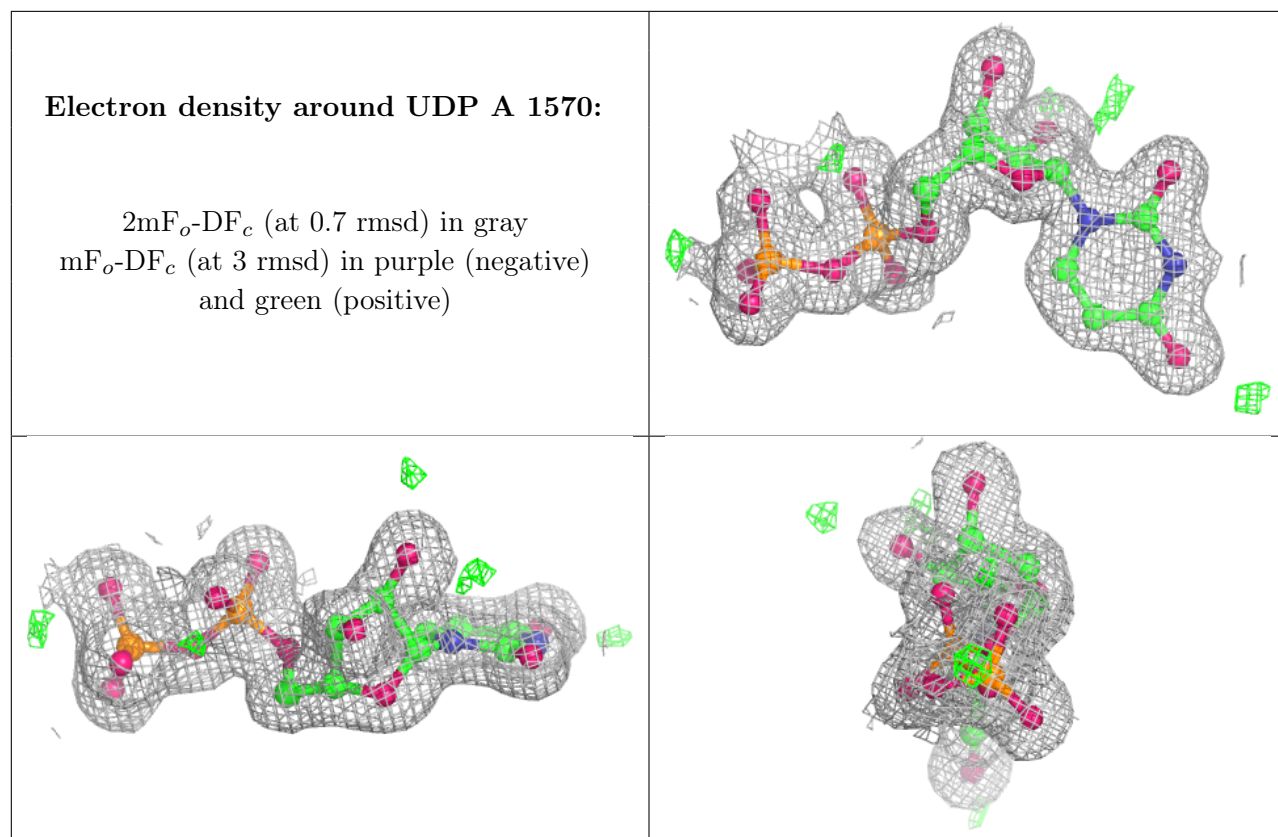 Electron density around UDP A 1570:
2mFo-DFc (at 0.7 rmsd) in gray
mFo-DFc (at 3 rmsd) in purple (negative)
and green (positive)